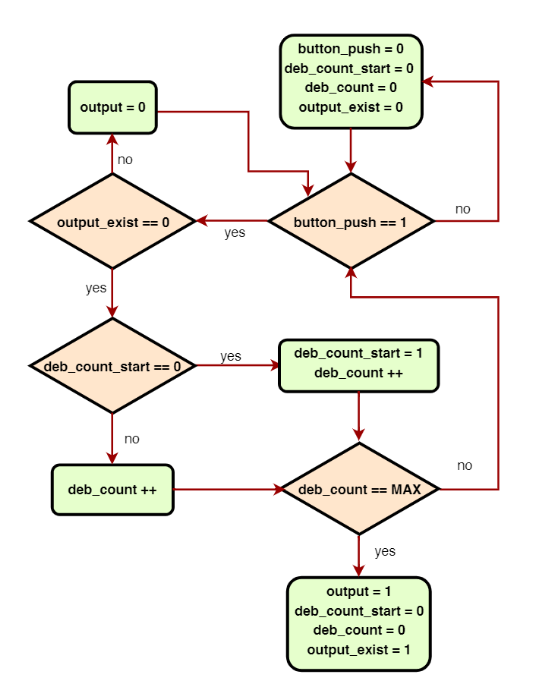 button_push = 0
deb_count_start = 0
deb_count = 0
output_exist = 0
output = 0
no
output_exist == 0
button_push == 1
no
yes
yes
deb_count_start == 0
yes
deb_count_start = 1
deb_count ++
no
no
deb_count ++
deb_count == MAX
yes
output = 1
deb_count_start = 0
deb_count = 0
output_exist = 1